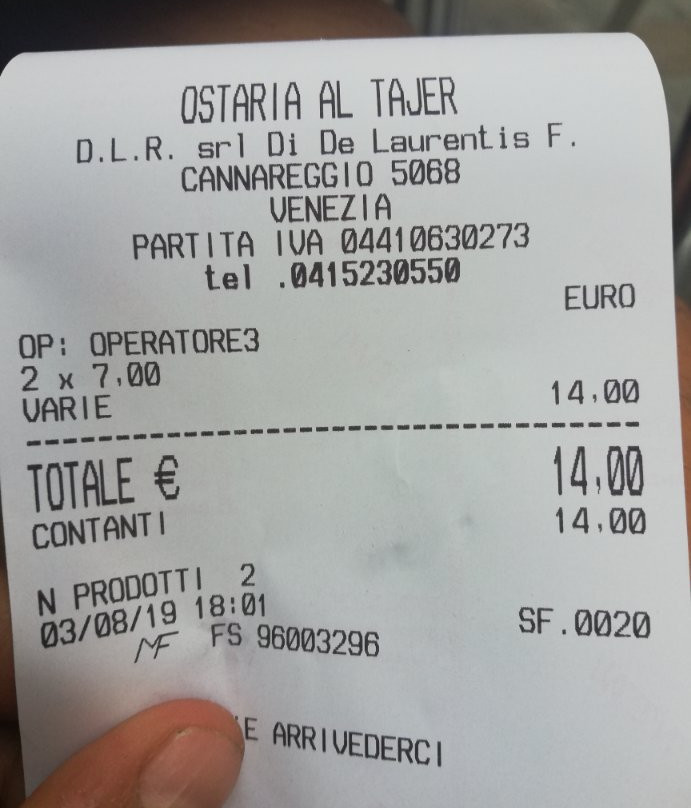 OSTARIA AL TAJER
D.L.R. srl Di De Laurentis F.
CANNAREGGIO 5068
VENEZIA
PARTITA IVA 04410630273
tel .0415230550
EURO
OP: OPERATORE3
2 x 7,00
VARIE 14,00
TOTALE € 14,00
CONTANTI 14,00
N PRODOTTI 2
03/08/19 18:01 SF.0020
MF FS 96003296
E ARRIVEDERCI